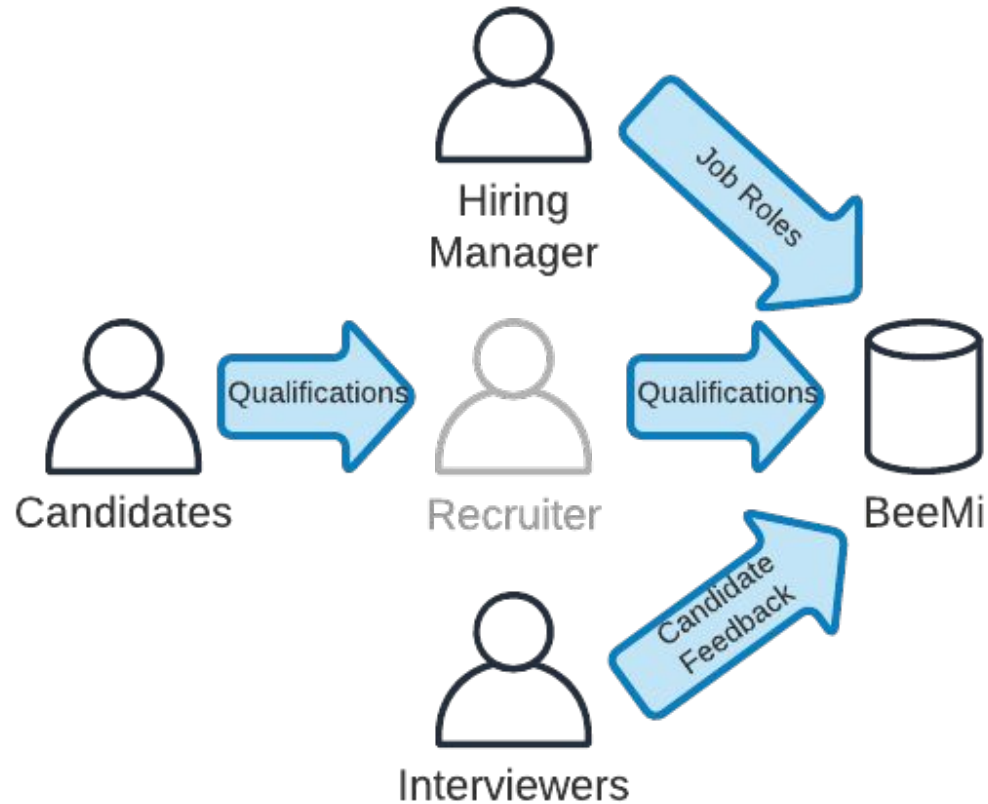 Hiring
Manager
Job Roles
Qualifications
Qualifications
Candidates
Recruiter
BeeMi
Candidate
Feedback
Interviewers